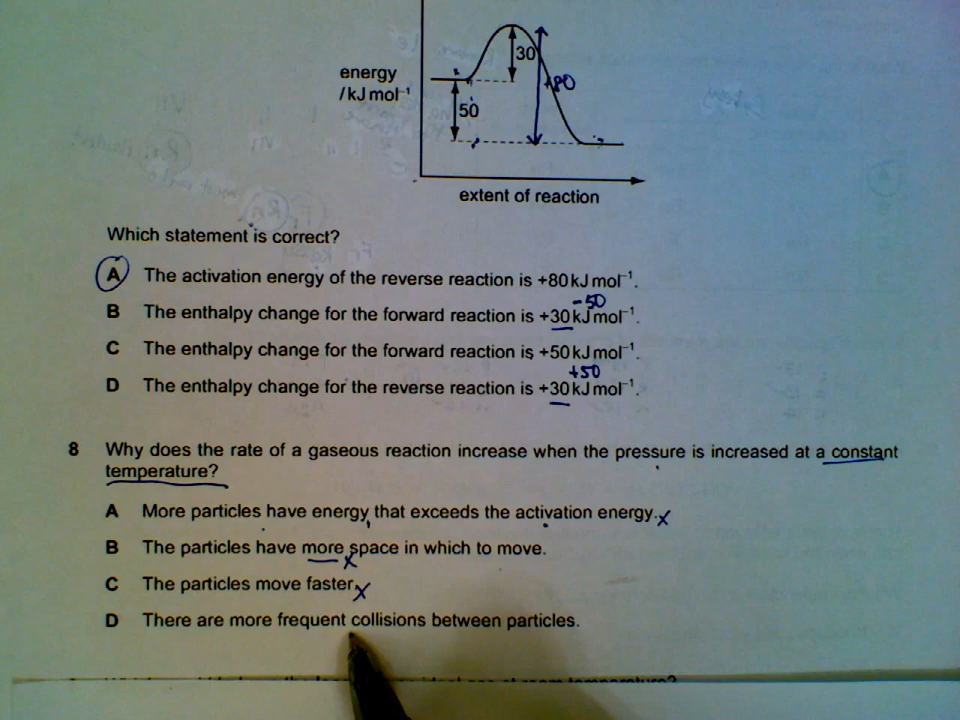 30
energy
/ kJ mol⁻¹
+80
50
extent of reaction
Which statement is correct?
A The activation energy of the reverse reaction is +80 kJ mol⁻¹.
-50
B The enthalpy change for the forward reaction is +30 kJ mol⁻¹.
C The enthalpy change for the forward reaction is +50 kJ mol⁻¹.
+50
D The enthalpy change for the reverse reaction is +30 kJ mol⁻¹.
8 Why does the rate of a gaseous reaction increase when the pressure is increased at a constant
temperature?
A More particles have energy that exceeds the activation energy. x
B The particles have more space in which to move.
x
C The particles move faster x
D There are more frequent collisions between particles.